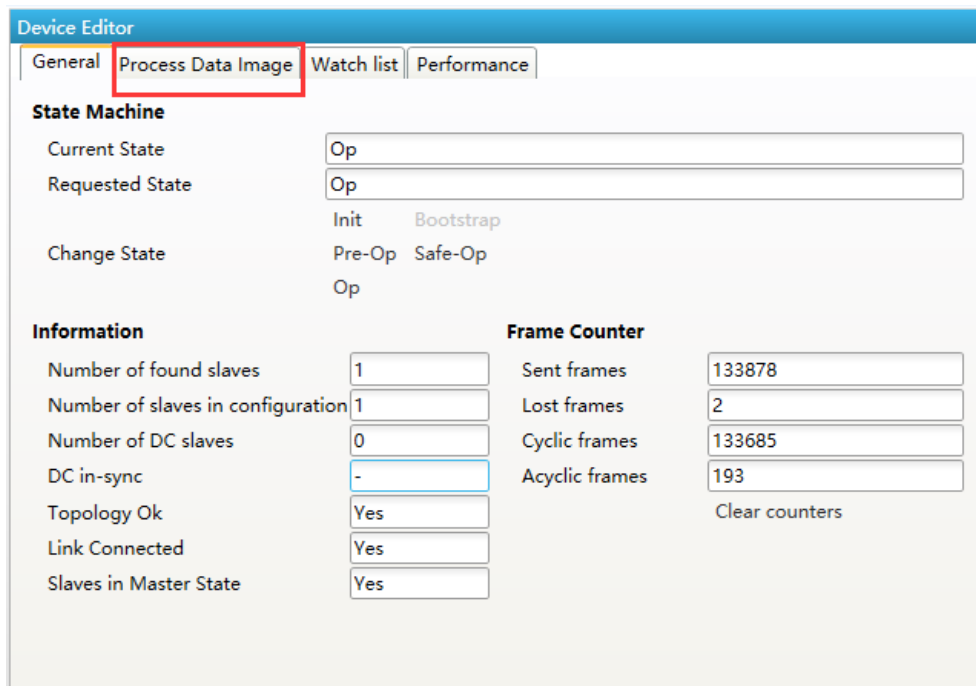 Device Editor
General Process Data Image Watch list Performance
State Machine
Current State Op
Requested State Op
Init Bootstrap
Change State Pre-Op Safe-Op
Op
Information Frame Counter
Number of found slaves 1 Sent frames 133878
Number of slaves in configuration 1 Lost frames 2
Number of DC slaves 0 Cyclic frames 133685
DC in-sync - Acyclic frames 193
Topology Ok Yes Clear counters
Link Connected Yes
Slaves in Master State Yes